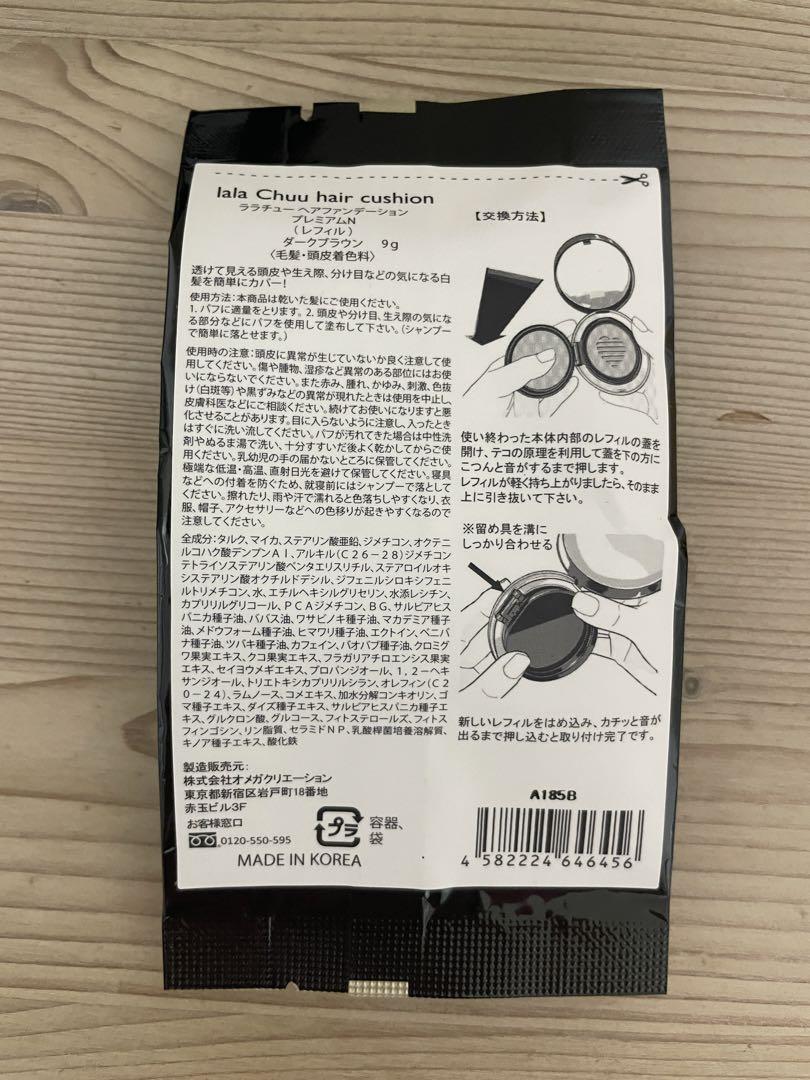 lala Chuu hair cushion
ララチュー ヘアファンデーション
プレミアムN
(レフィル)
ダークブラウン 9g
〈毛髪・頭皮着色料〉
透けて見える頭皮や生え際、分け目などの気になる白
髪を簡単にカバー!
使用方法:本商品は乾いた髪にご使用ください。
1. パフに適量をとります。2. 頭皮や分け目、生え際の気にな
る部分などにパフを使用して塗布して下さい。(シャンプー
で簡単に落とせます。)
使用時の注意:頭皮に異常が生じていないか良く注意して使
用してください。傷や腫物、湿疹など異常のある部位にはお使
いにならないでください。また赤み、腫れ、かゆみ、刺激、色抜
け(白斑等)や黒ずみなどの異常が現れたときは使用を中止し、
皮膚科医などにご相談ください。続けてお使いになりますと悪
化させることがあります。目に入らないように注意し、入ったとき
はすぐに洗い流してください。パフが汚れてきた場合は中性洗
剤やぬるま湯で洗い、十分すすいだ後よく乾かしてからご使
用ください。乳幼児の手の届かないところに保管してください。
極端な低温・高温、直射日光を避けて保管してください。寝具
などへの付着を防ぐため、就寝前にはシャンプーで落として
ください。擦れたり、雨や汗で濡れると色落ちしやすくなり、衣
服、帽子、アクセサリーなどへの色移りが起きやすくなるので
注意してください。
全成分:タルク、マイカ、ステアリン酸亜鉛、ジメチコン、オクテニ
ルコハク酸デンプンAl、アルキル(C26-28)ジメチコン
テトライソステアリン酸ペンタエリスリチル、ステアロイルオキ
システアリン酸オクチルドデシル、ジフェニルシロキシフェニ
ルトリメチコン、水、エチルヘキシルグリセリン、水添レシチン、
カプリリルグリコール、PCAジメチコン、BG、サルビアヒス
パニカ種子油、ババス油、ワサビノキ種子油、マカデミア種子
油、メドウフォーム種子油、ヒマワリ種子油、エクトイン、ベニバ
ナ種子油、ツバキ種子油、カフェイン、バオバブ種子油、クロミグ
ワ果実エキス、クコ果実エキス、フラガリアチロエンシス果実
エキス、セイヨウメギエキス、プロパンジオール、1,2-ヘキ
サンジオール、トリエトキシカプリリルシラン、オレフィン(C2
0-24)、ラムノース、コメエキス、加水分解コンキオリン、ゴ
マ種子エキス、ダイズ種子エキス、サルビアヒスパニカ種子エキ
ス、グルクロン酸、グルコース、フィトステロールズ、フィトス
フィンゴシン、リン脂質、セラミドNP、乳酸桿菌培養溶解質、
キノア種子エキス、酸化鉄
製造販売元:
株式会社オメガクリエーション
東京都新宿区岩戸町18番地
赤玉ビル3F
お客様窓口
0120-550-595
プラ
容器、
袋
MADE IN KOREA
【交換方法】
使い終わった本体内部のレフィルの蓋を
開け、テコの原理を利用して蓋を下の方に
こつんと音がするまで押します。
レフィルが軽く持ち上がりましたら、そのまま
上に引き抜いて下さい。
※留め具を溝に
しっかり合わせる
新しいレフィルをはめ込み、カチッと音が
出るまで押し込むと取り付け完了です。
A185B
4 582224 646456